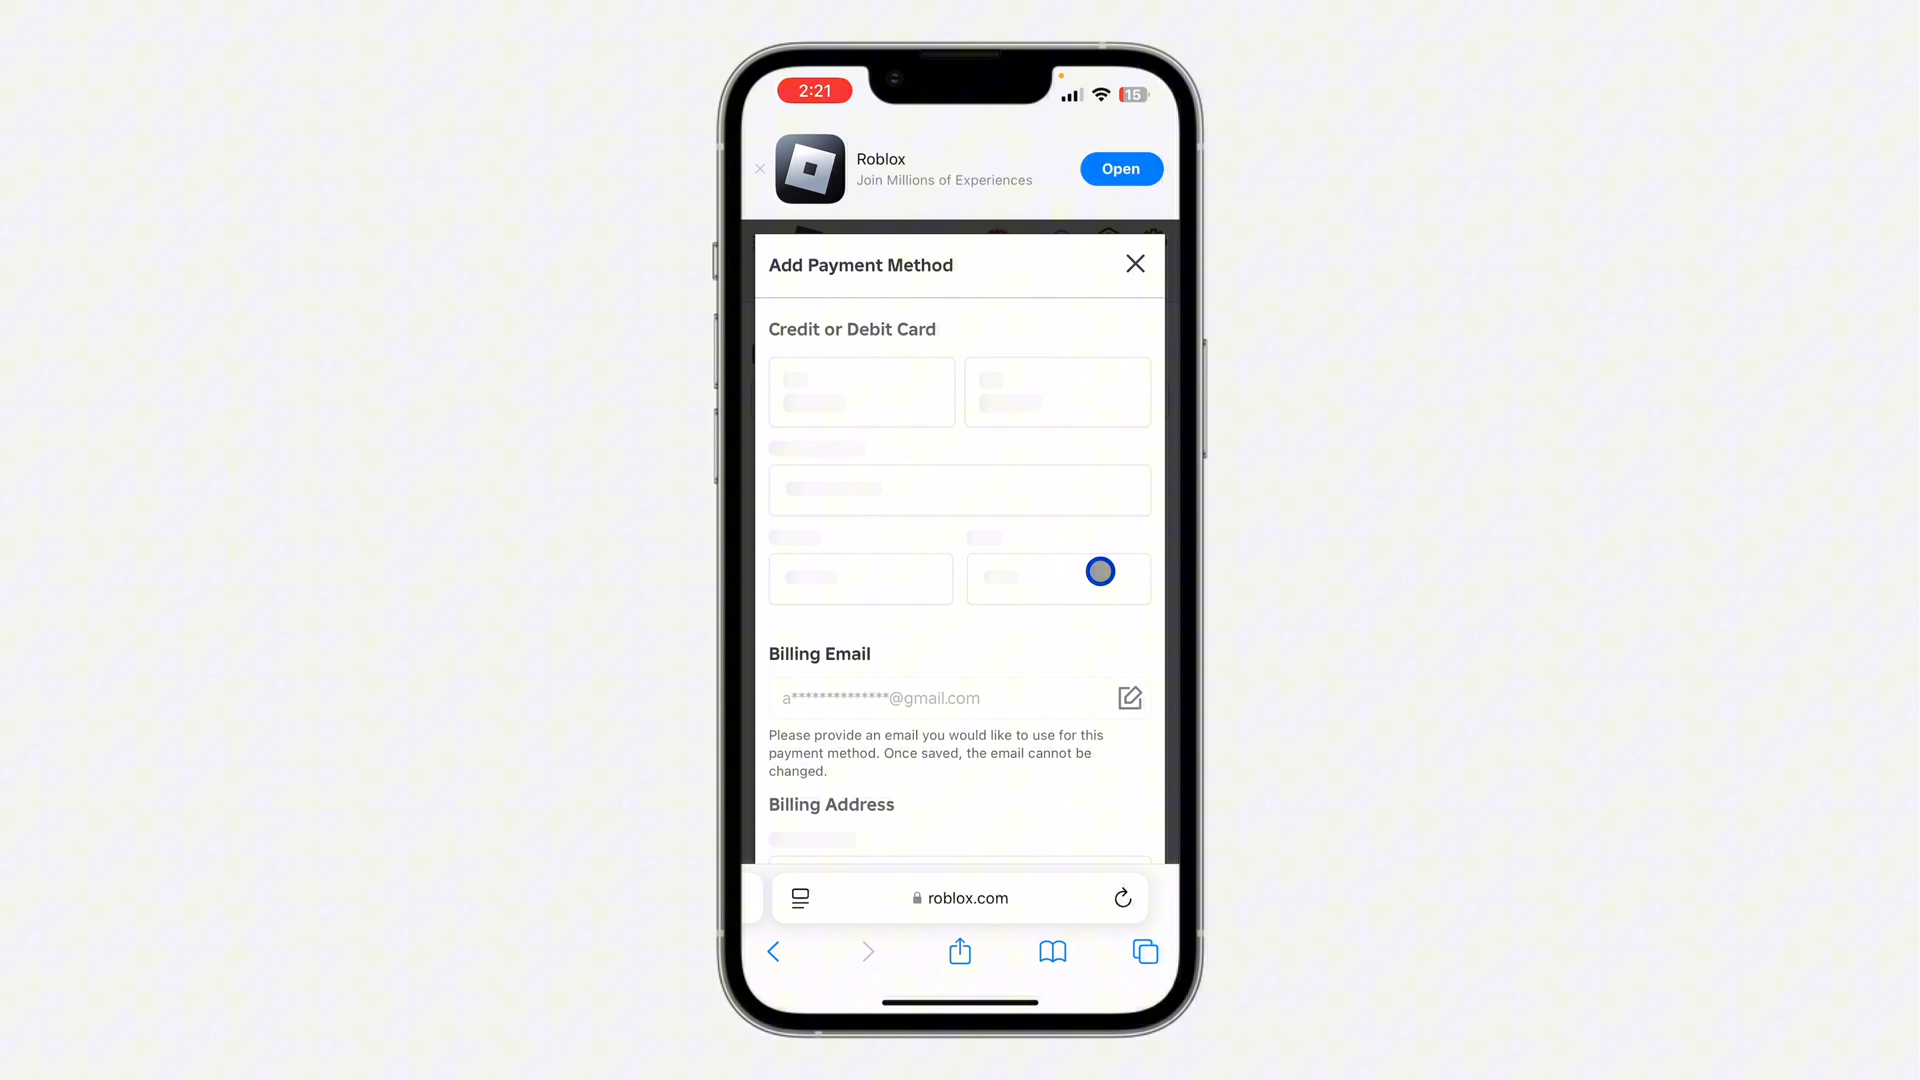 2:21
15
Roblox
Join Millions of Experiences
Open
Add Payment Method
Credit or Debit Card
Billing Email
a**************@gmail.com
Please provide an email you would like to use for this
payment method. Once saved, the email cannot be
changed.
Billing Address
roblox.com